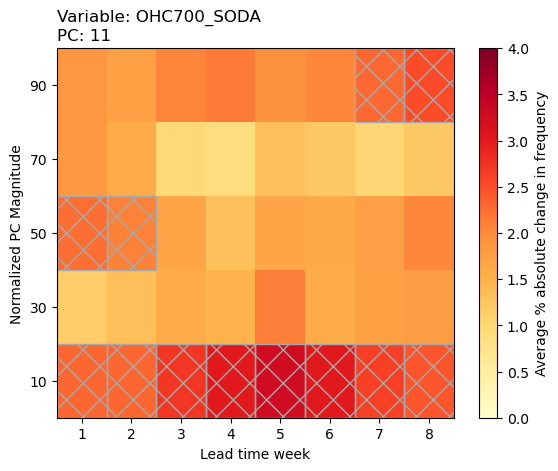 Variable: OHC700_SODA
PC: 11
Normalized PC Magnitude
90
70
50
30
10
1 2 3 4 5 6 7 8
Lead time week
4.0
3.5
3.0
2.5
2.0
1.5
1.0
0.5
0.0
Average % absolute change in frequency